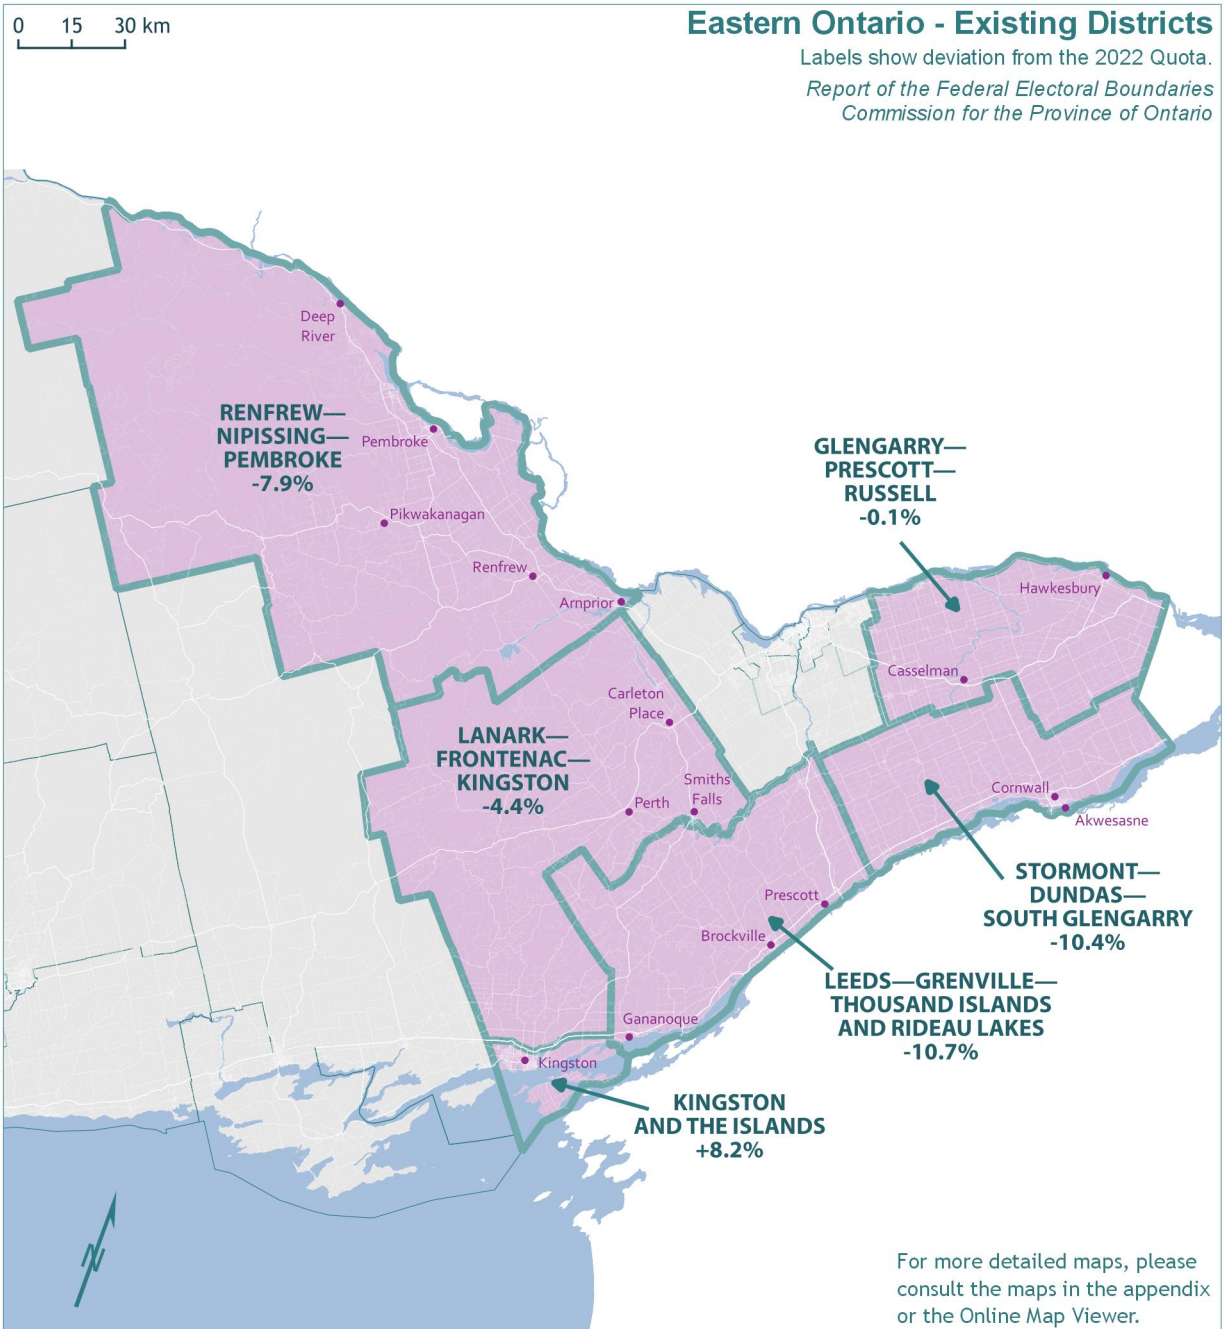 0 15 30 km
Eastern Ontario - Existing Districts
Labels show deviation from the 2022 Quota.
Report of the Federal Electoral Boundaries
Commission for the Province of Ontario
Deep
River
RENFREW—
NIPISSING—
PEMBROKE
-7.9%
Pembroke
GLENGARRY—
PRESCOTT—
RUSSELL
-0.1%
Pikwakanagan
Renfrew
Arnprior
Hawkesbury
Casselman
Carleton
Place
LANARK—
FRONTENAC—
KINGSTON
-4.4%
Smiths
Falls
Perth
Cornwall
Akwesasne
STORMONT—
DUNDAS—
SOUTH GLENGARRY
-10.4%
Prescott
Brockville
LEEDS—GRENVILLE—
THOUSAND ISLANDS
AND RIDEAU LAKES
-10.7%
Gananoque
Kingston
KINGSTON
AND THE ISLANDS
+8.2%
N
For more detailed maps, please
consult the maps in the appendix
or the Online Map Viewer.